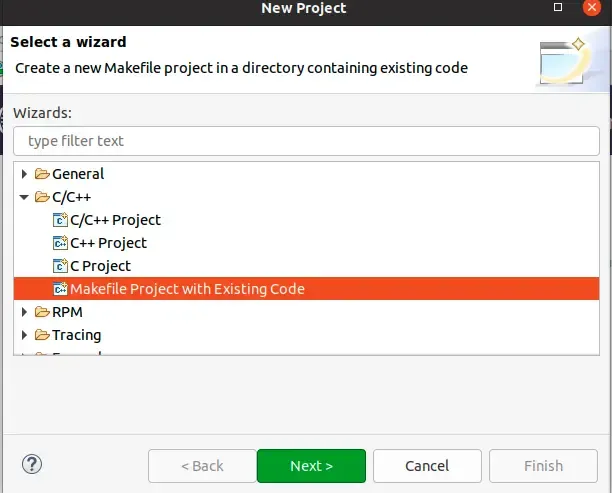 New Project
Select a wizard
Create a new Makefile project in a directory containing existing code
Wizards:
type filter text
General
C/C++
C/C++ Project
C++ Project
C Project
Makefile Project with Existing Code
RPM
Tracing
< Back
Next >
Cancel
Finish